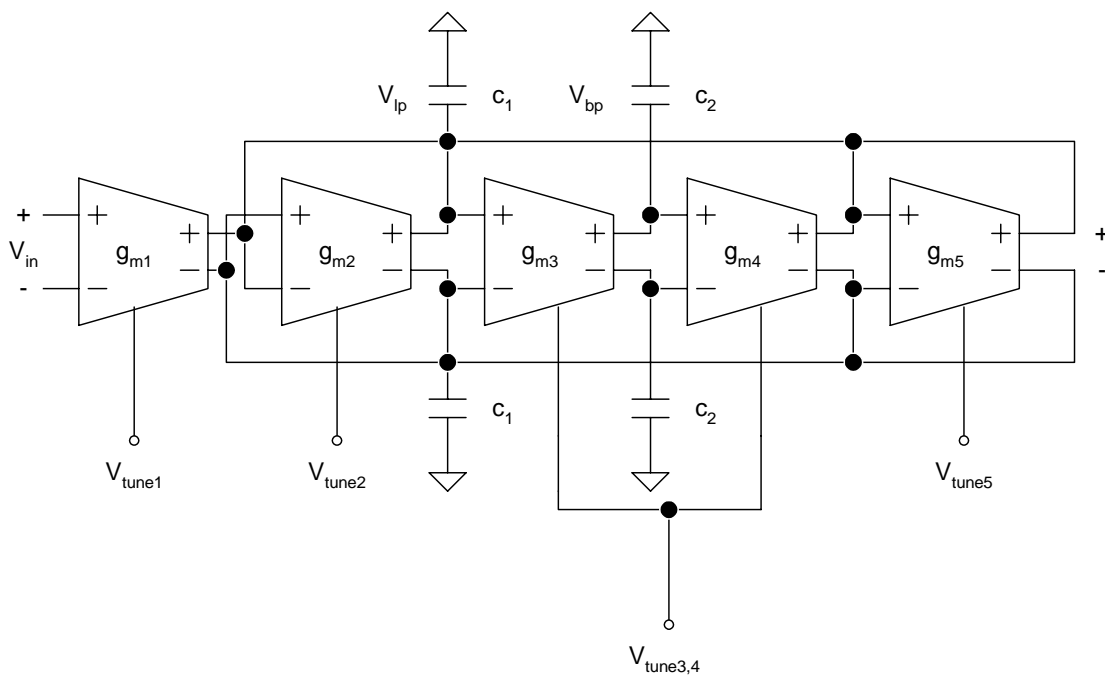 V_lp c_1 V_bp c_2
+ + + + + +
+ + + + + +
V_in g_m1 g_m2 g_m3 g_m4 g_m5
− − − − − −
- − − − − −
c_1 c_2
V_tune1 V_tune2 V_tune5
V_tune3,4